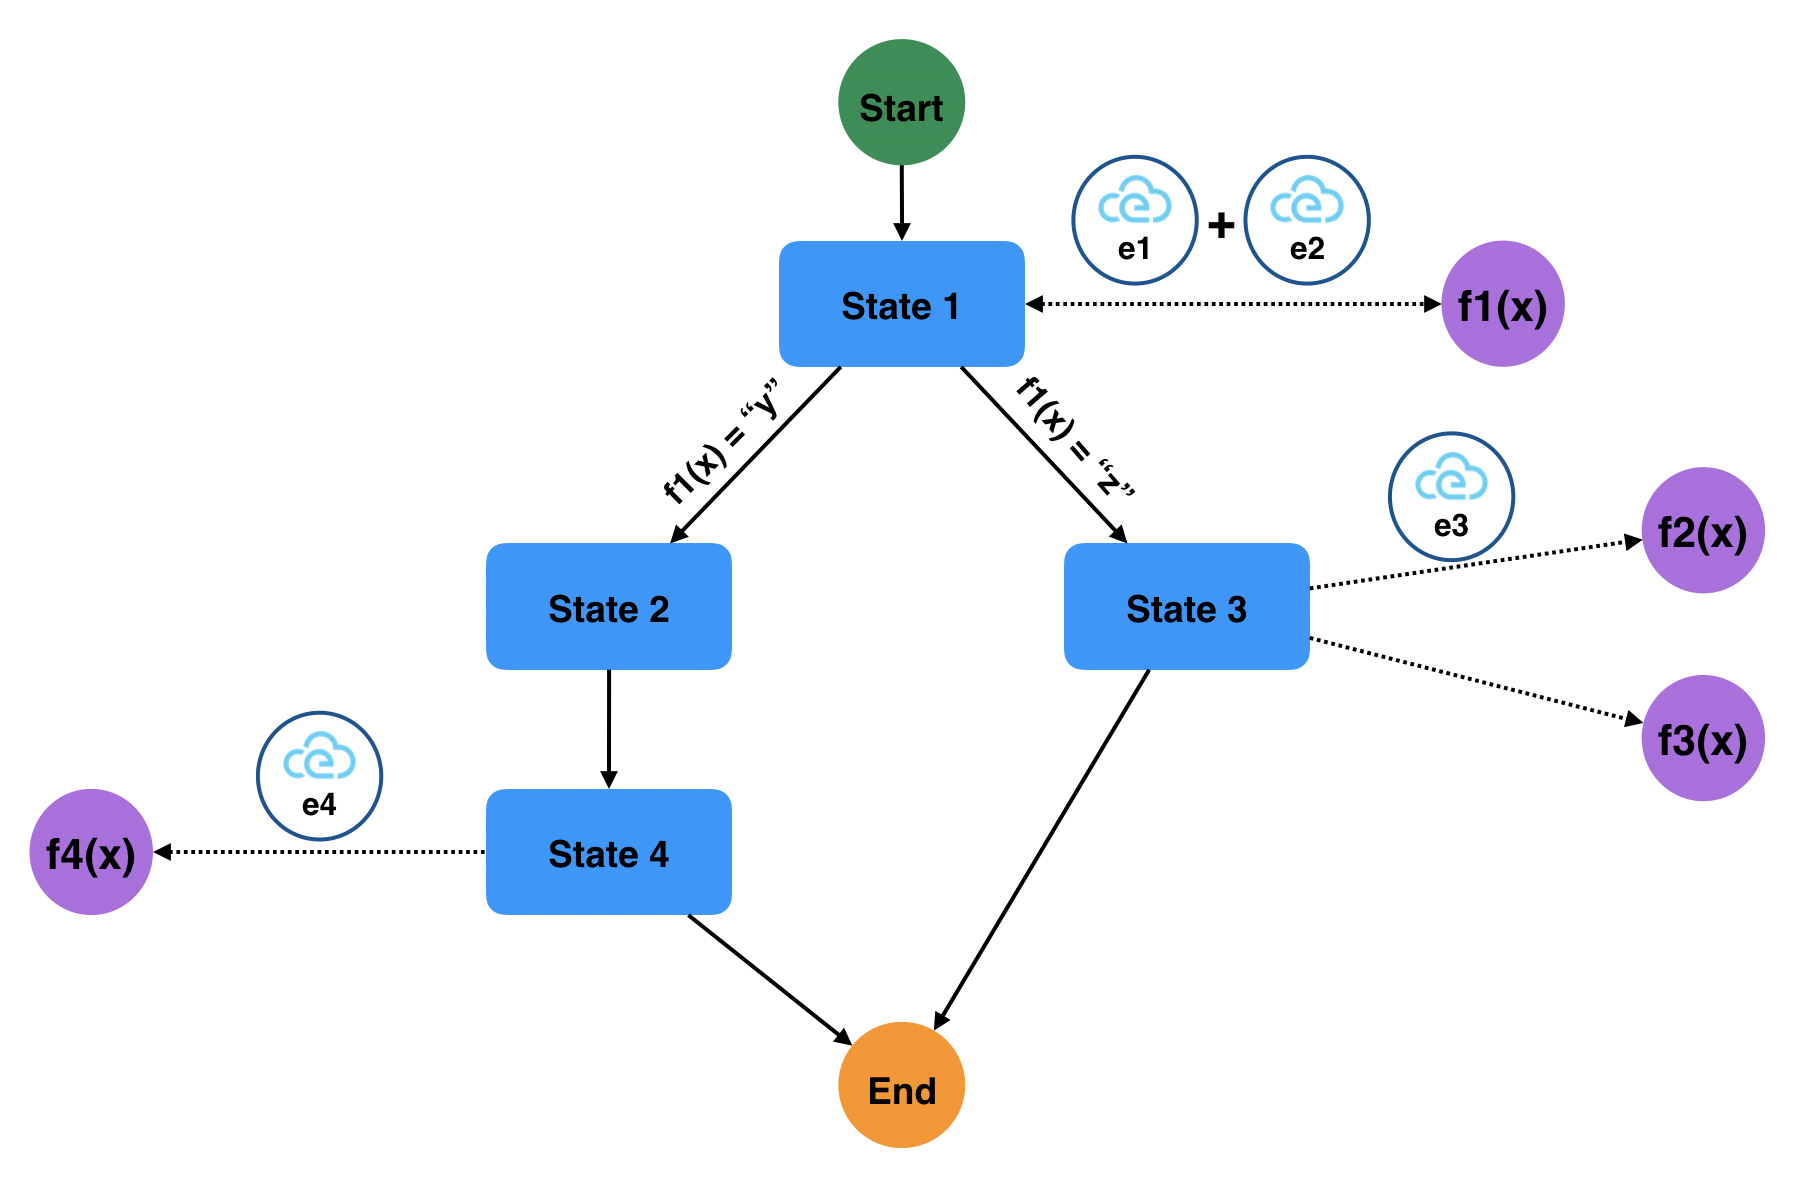 Start
e1 + e2
State 1
f1(x)
f1(x) = “y”
f1(x) = “z”
e3
f2(x)
State 2
State 3
f3(x)
e4
f4(x)
State 4
End